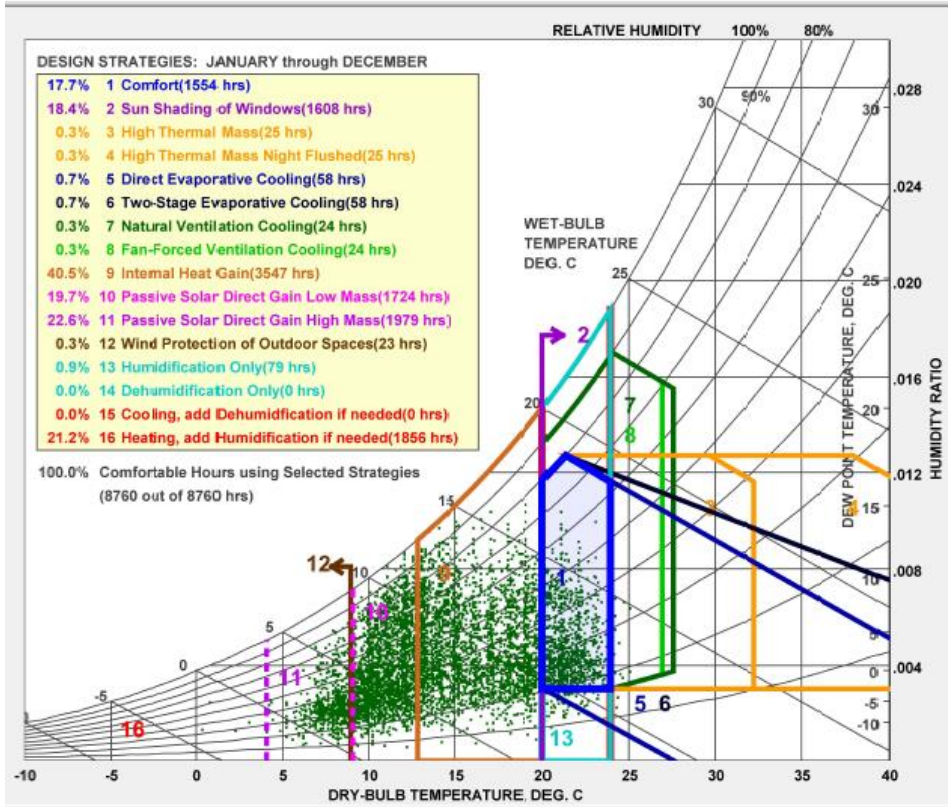 RELATIVE HUMIDITY 100% 80%
DESIGN STRATEGIES: JANUARY through DECEMBER
17.7% 1 Comfort(1554 hrs)
18.4% 2 Sun Shading of Windows(1608 hrs)
0.3% 3 High Thermal Mass(25 hrs)
0.3% 4 High Thermal Mass Night Flushed(25 hrs)
0.7% 5 Direct Evaporative Cooling(58 hrs)
0.7% 6 Two-Stage Evaporative Cooling(58 hrs)
0.3% 7 Natural Ventilation Cooling(24 hrs)
0.3% 8 Fan-Forced Ventilation Cooling(24 hrs)
40.5% 9 Internal Heat Gain(3547 hrs)
19.7% 10 Passive Solar Direct Gain Low Mass(1724 hrs)
22.6% 11 Passive Solar Direct Gain High Mass(1979 hrs)
0.3% 12 Wind Protection of Outdoor Spaces(23 hrs)
0.9% 13 Humidification Only(79 hrs)
0.0% 14 Dehumidification Only(0 hrs)
0.0% 15 Cooling, add Dehumidfication if needed(0 hrs)
21.2% 16 Heating, add Humidification if needed(1856 hrs)
100.0% Comfortable Hours using Selected Strategies
(8760 out of 8760 hrs)
90%
30
30
.028
.024
WET-BULB
TEMPERATURE
DEG. C
25
25
.020
2
.016
20
7
20
8
DEW POINT TEMPERATURE, DEG. C
HUMIDITY RATIO
.012
15
3
4
15
12
10
9
1
.008
10
10
5
5
0
11
.004
0
-5
5 6
-5
16
13
-10
-10 0 5 10 15 20 25 30 35 40
DRY-BULB TEMPERATURE, DEG. C